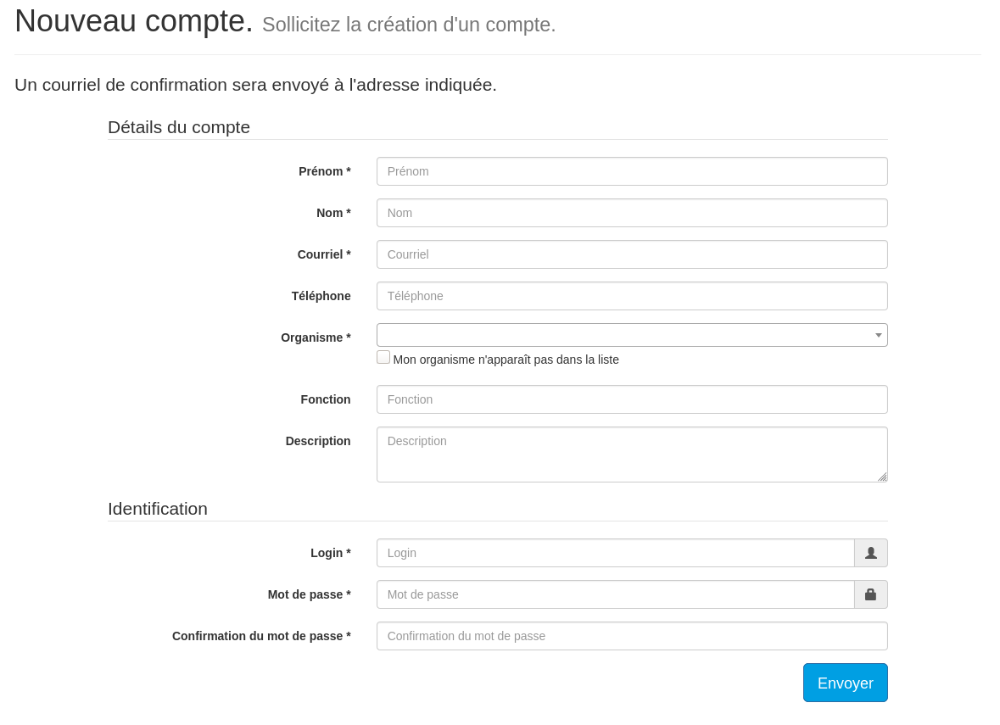 Nouveau compte. Sollicitez la création d'un compte.
Un courriel de confirmation sera envoyé à l'adresse indiquée.
Détails du compte
Prénom * Prénom
Nom * Nom
Courriel * Courriel
Téléphone Téléphone
Organisme *
Mon organisme n'apparaît pas dans la liste
Fonction Fonction
Description Description
Identification
Login * Login
Mot de passe * Mot de passe
Confirmation du mot de passe * Confirmation du mot de passe
Envoyer